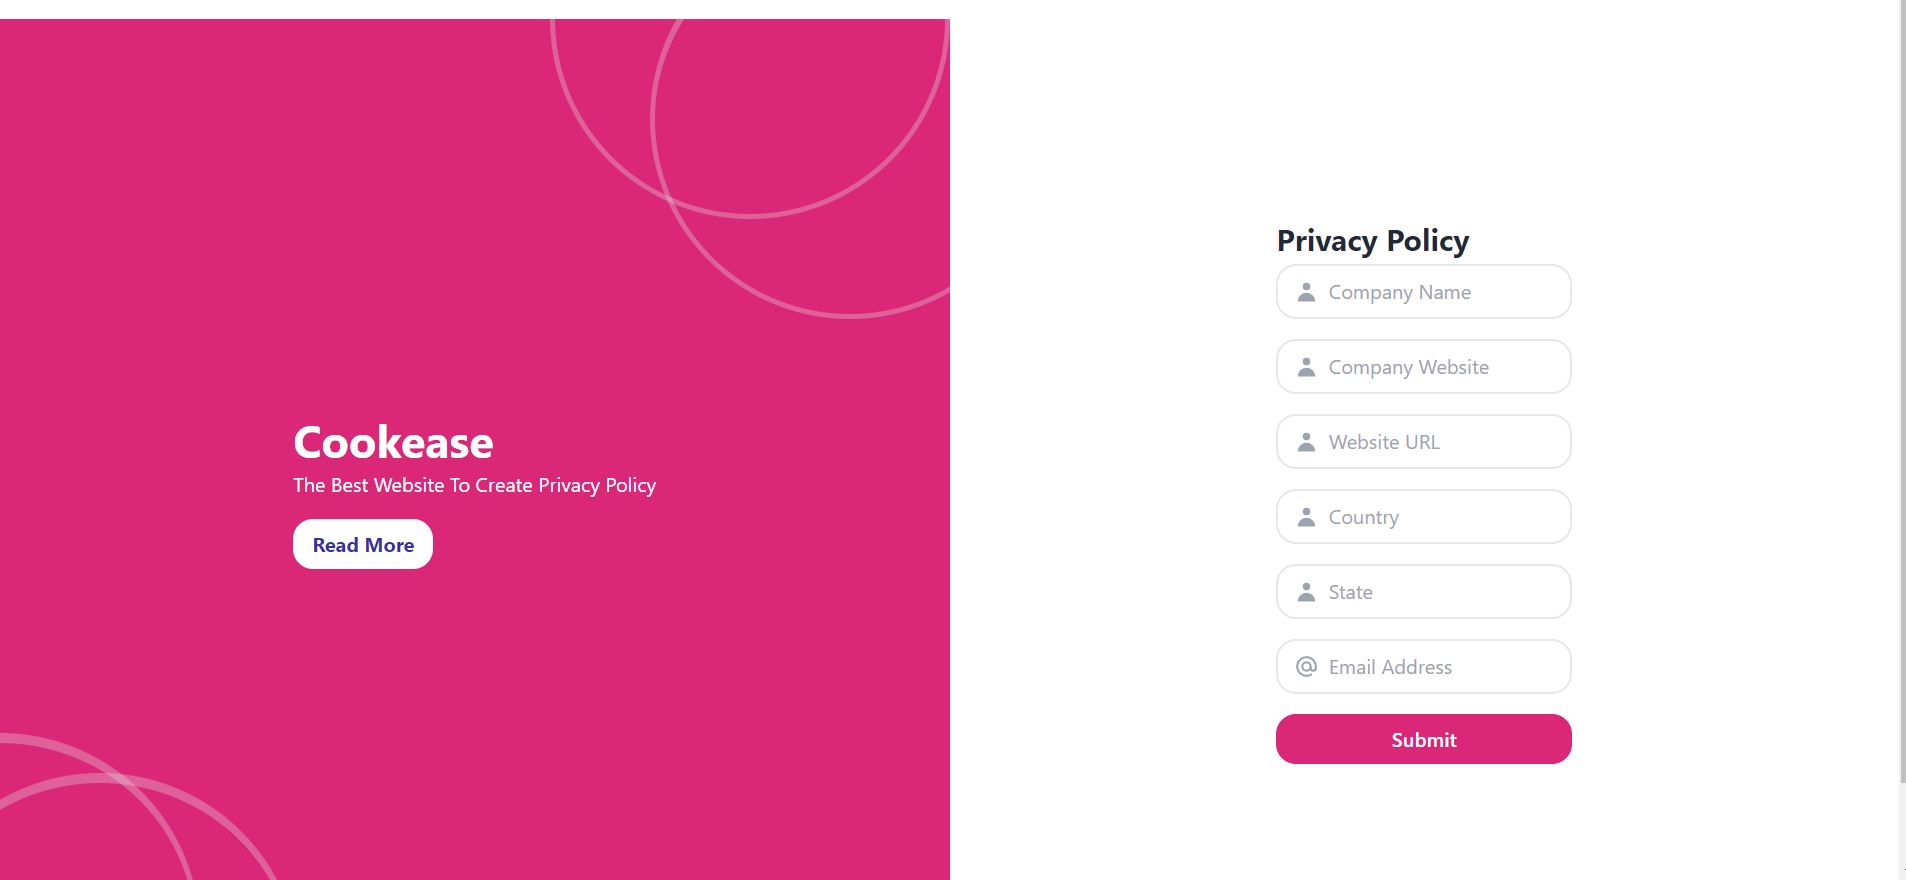 Cookease
The Best Website To Create Privacy Policy
Read More
Privacy Policy
Company Name
Company Website
Website URL
Country
State
Email Address
Submit